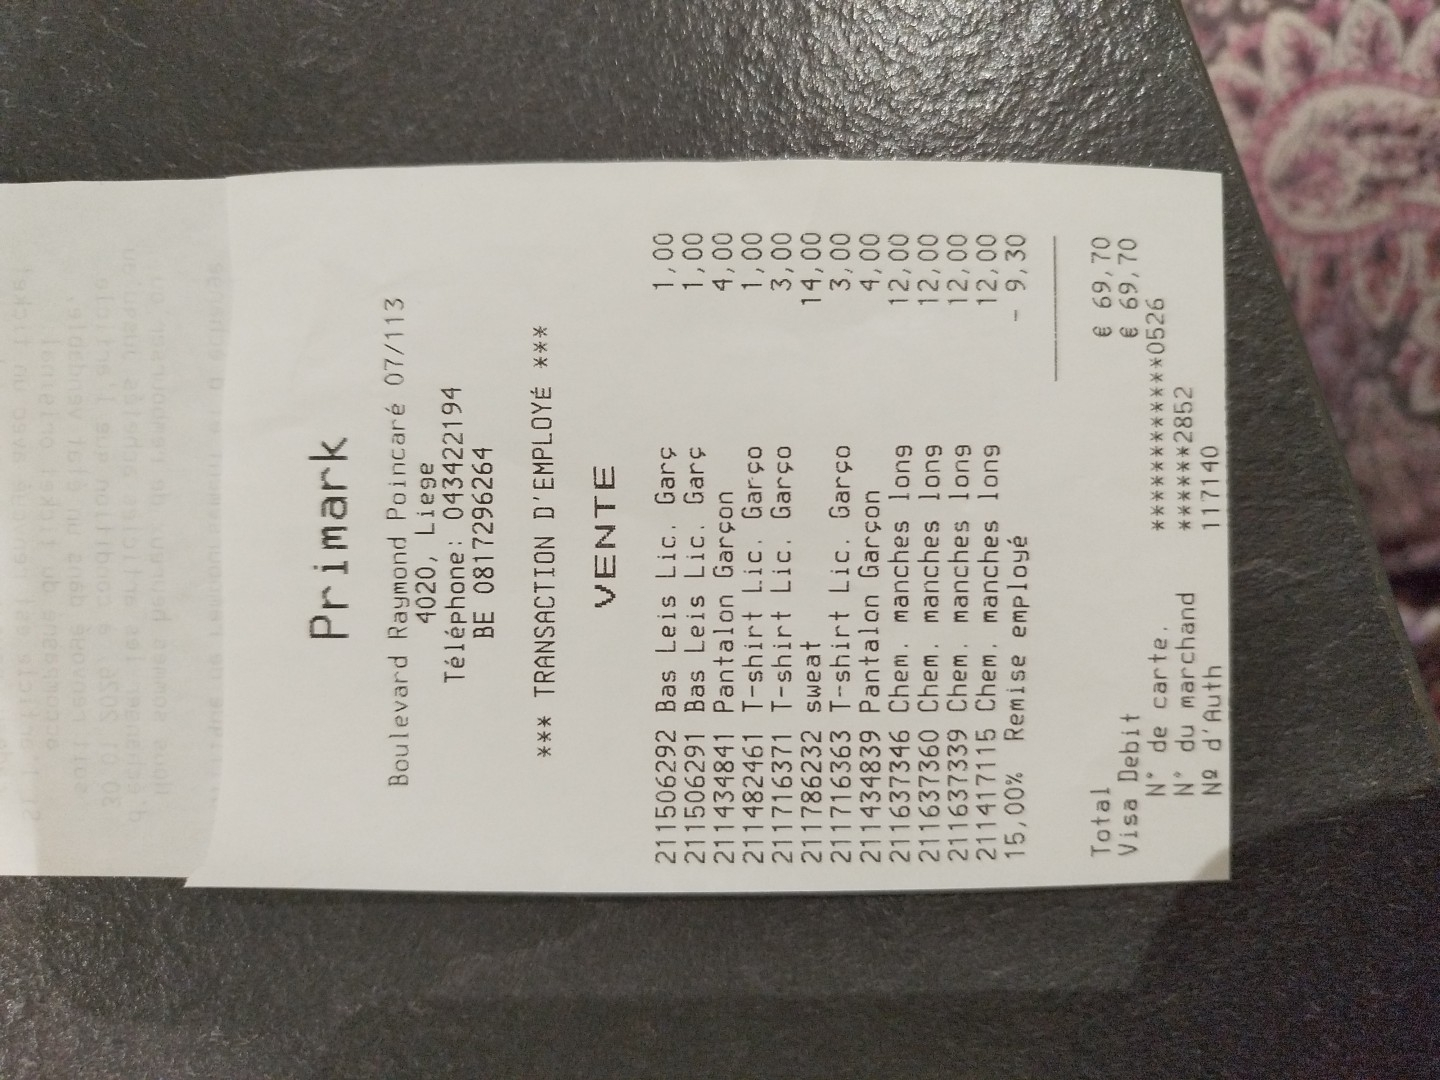 Primark
Boulevard Raymond Poincaré 07/113
4020, Liege
Téléphone: 043422194
BE 0817296264
*** TRANSACTION D'EMPLOYÉ ***
VENTE
211506292 Bas Leis Lic. Garç 1,00
211506291 Bas Leis Lic. Garç 1,00
211434841 Pantalon Garçon 4,00
211482461 T-shirt Lic. Garço 1,00
211716371 T-shirt Lic. Garço 3,00
211786232 sweat 14,00
211716363 T-shirt Lic. Garço 3,00
211434839 Pantalon Garçon 4,00
211637346 Chem. manches long 12,00
211637360 Chem. manches long 12,00
211637339 Chem. manches long 12,00
211417115 Chem. manches long 12,00
15,00% Remise employé - 9,30
Total € 69,70
Visa Debit € 69,70
N° de carte. ************0526
N° du marchand ******2852
Nº d'Auth 117140